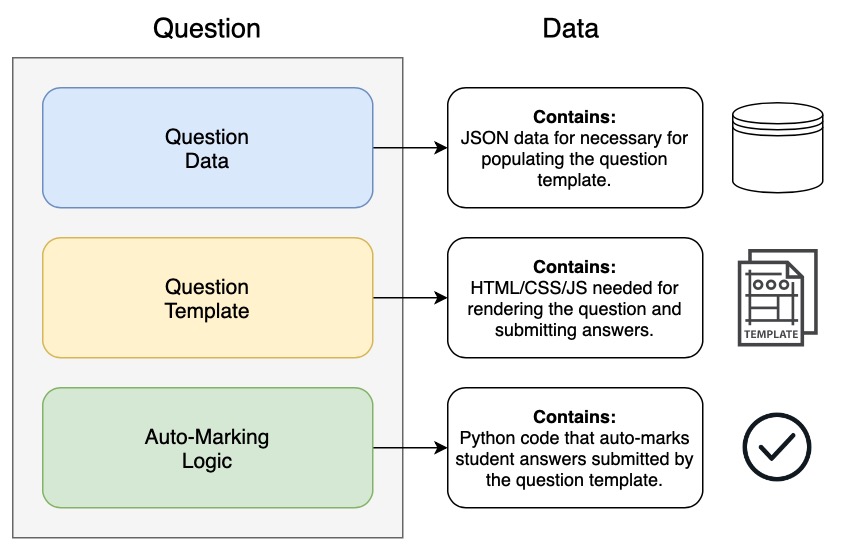 Question
Data
Question
Data
Contains:
JSON data for necessary for
populating the question
template.
Question
Template
Contains:
HTML/CSS/JS needed for
rendering the question and
submitting answers.
TEMPLATE
Auto-Marking
Logic
Contains:
Python code that auto-marks
student answers submitted by
the question template.